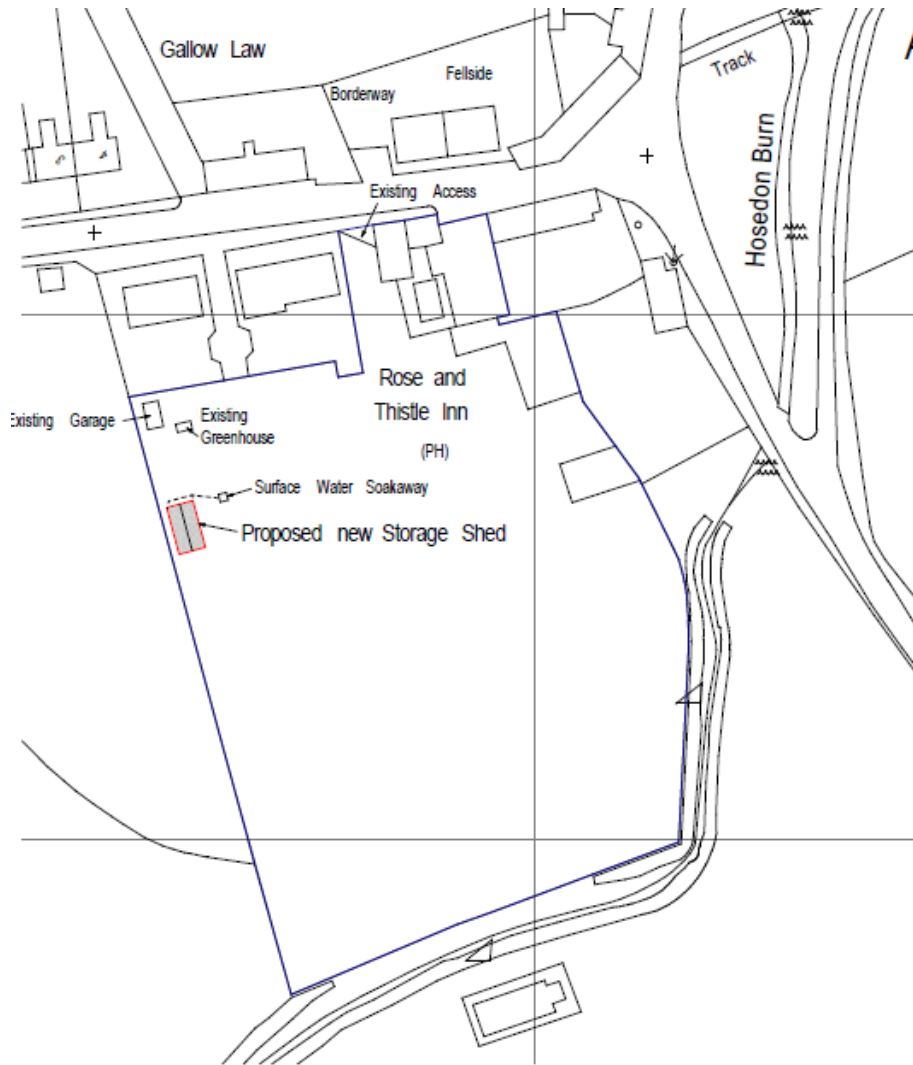 Gallow Law
Fellside
Borderway
Track
Hosedon Burn
Existing Access
Rose and
Thistle Inn
(PH)
Existing Garage
Existing
Greenhouse
Surface Water Soakaway
Proposed new Storage Shed